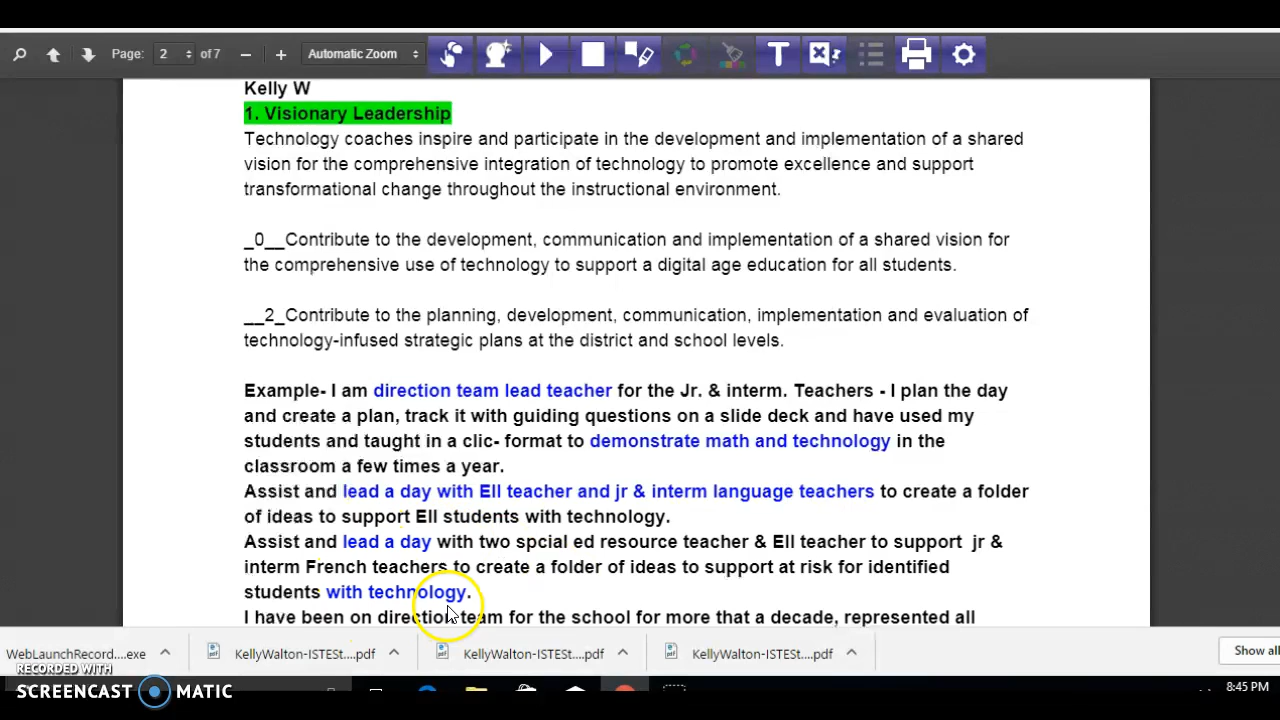 Page: 2 of 7 Automatic Zoom
Kelly W
1. Visionary Leadership
Technology coaches inspire and participate in the development and implementation of a shared
vision for the comprehensive integration of technology to promote excellence and support
transformational change throughout the instructional environment.
_0__Contribute to the development, communication and implementation of a shared vision for
the comprehensive use of technology to support a digital age education for all students.
__2_Contribute to the planning, development, communication, implementation and evaluation of
technology-infused strategic plans at the district and school levels.
Example- I am direction team lead teacher for the Jr. & interm. Teachers - I plan the day
and create a plan, track it with guiding questions on a slide deck and have used my
students and taught in a clic- format to demonstrate math and technology in the
classroom a few times a year.
Assist and lead a day with Ell teacher and jr & interm language teachers to create a folder
of ideas to support Ell students with technology.
Assist and lead a day with two spcial ed resource teacher & Ell teacher to support jr &
interm French teachers to create a folder of ideas to support at risk for identified
students with technology.
I have been on direction team for the school for more that a decade, represented all
WebLaunchRecord....exe KellyWalton-ISTESt....pdf KellyWalton-ISTESt....pdf KellyWalton-ISTESt....pdf Show all
RECORDED WITH
SCREENCAST MATIC
8:45 PM